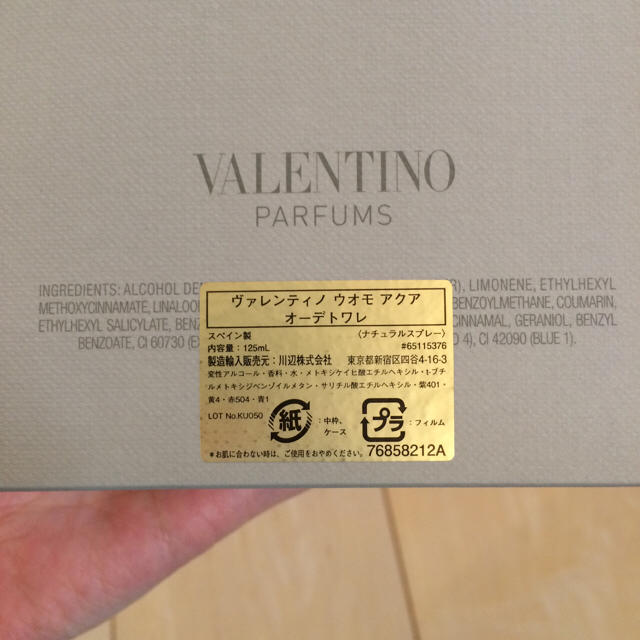 VALENTINO
PARFUMS
INGREDIENTS: ALCOHOL DE R), LIMONENE, ETHYLHEXYL
METHOXYCINNAMATE, LINALOO BENZOYLMETHANE, COUMARIN,
ETHYLHEXYL SALICYLATE, BENZ CINNAMAL, GERANIOL, BENZYL
BENZOATE, CI 60730 (E D 4), CI 42090 (BLUE 1).
ヴァレンティノ ウオモ アクア
オーデトワレ
スペイン製 〈ナチュラルスプレー〉
内容量:125mL #65115376
製造輸入販売元:川辺株式会社 東京都新宿区四谷4-16-3
変性アルコール・香料・水・メトキシケイヒ酸エチルヘキシル・t-ブチ
ルメトキシジベンゾイルメタン・サリチル酸エチルヘキシル・紫401・
黄4・赤504・青1
LOT No.KU050
紙 :中枠、ケース
プラ :フィルム
*お肌に合わない時は、ご使用をおやめください。 76858212A